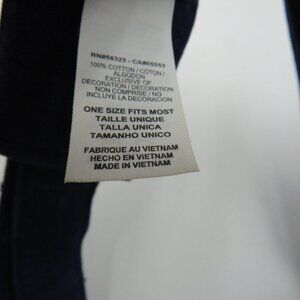 RN#56323 - CA#05553
100% COTTON / COTON /
ALGODON
EXCLUSIVE OF
DECORATION / DECORATION
NON COMPRISE / NO
INCLUYE LA DECORACION
ONE SIZE FITS MOST
TAILLE UNIQUE
TALLA UNICA
TAMANHO UNICO
FABRIQUE AU VIETNAM
HECHO EN VIETNAM
MADE IN VIETNAM